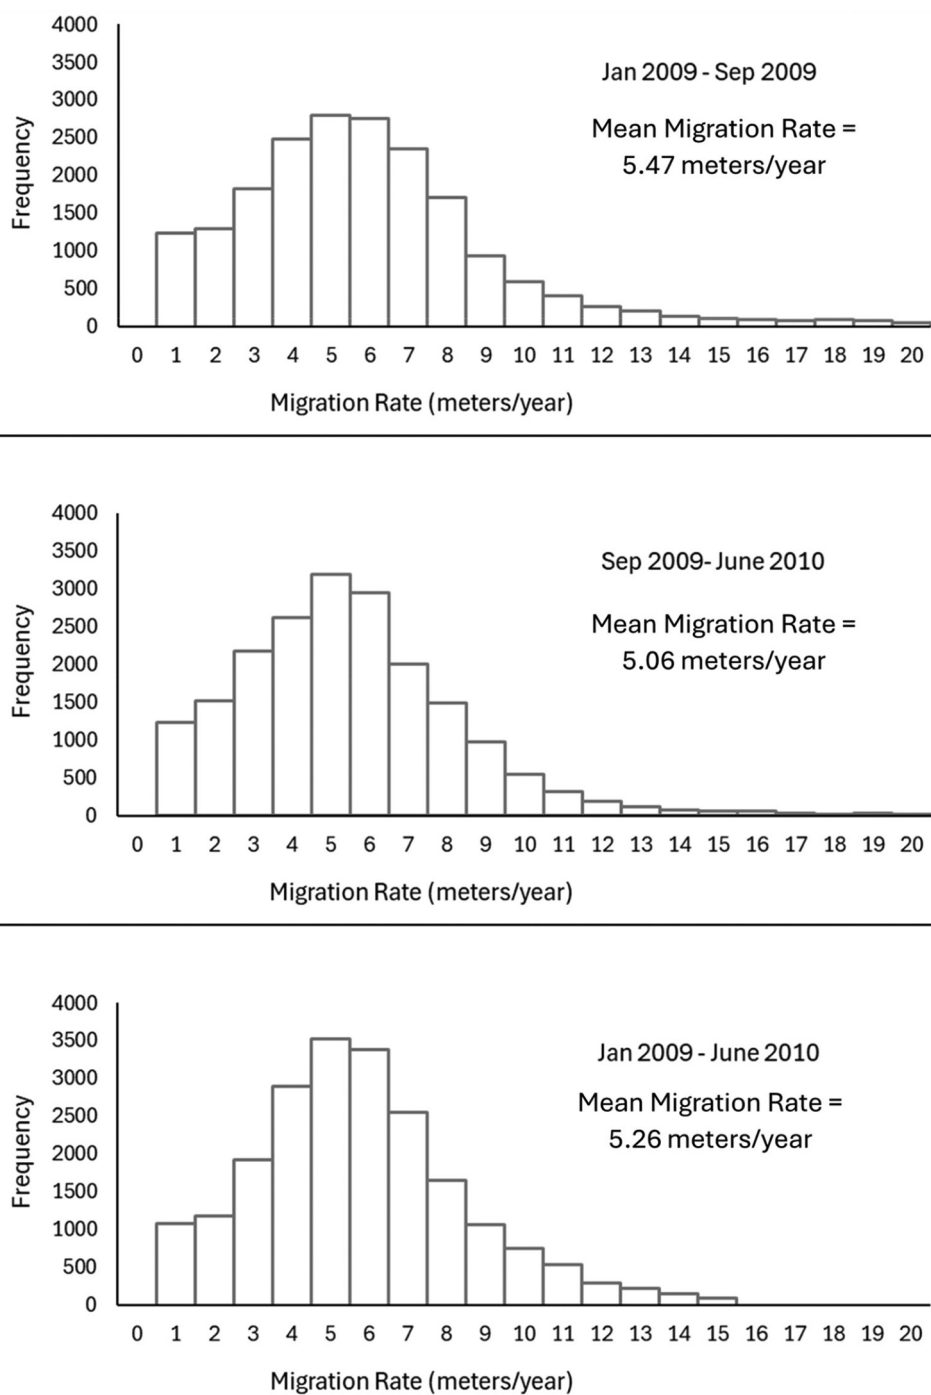 4000
3500
3000
2500
2000
1500
1000
500
0
Frequency
Jan 2009 - Sep 2009
Mean Migration Rate =
5.47 meters/year
0 1 2 3 4 5 6 7 8 9 10 11 12 13 14 15 16 17 18 19 20
Migration Rate (meters/year)
4000
3500
3000
2500
2000
1500
1000
500
0
Frequency
Sep 2009- June 2010
Mean Migration Rate =
5.06 meters/year
0 1 2 3 4 5 6 7 8 9 10 11 12 13 14 15 16 17 18 19 20
Migration Rate (meters/year)
4000
3500
3000
2500
2000
1500
1000
500
0
Frequency
Jan 2009 - June 2010
Mean Migration Rate =
5.26 meters/year
0 1 2 3 4 5 6 7 8 9 10 11 12 13 14 15 16 17 18 19 20
Migration Rate (meters/year)